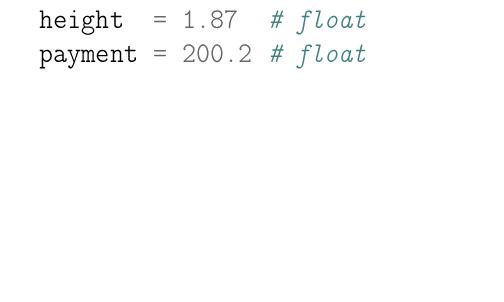 height  = 1.87  # float
payment = 200.2 # float